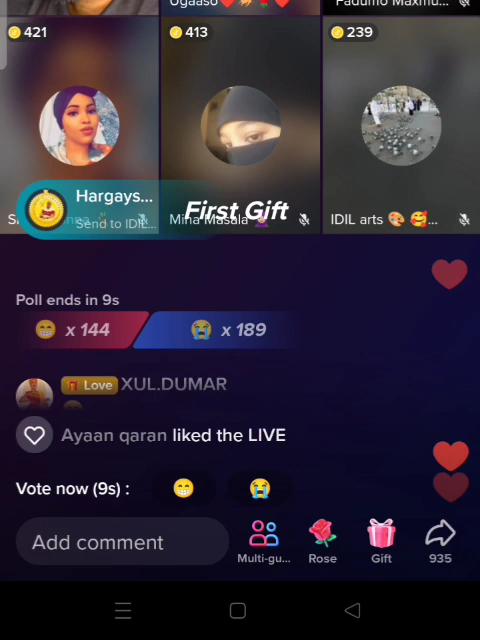 Ugaaso❤️ ❤️
Fadumo Maxmu...
421
413
239
Hargays...
Send to IDIL...
First Gift
Mina Masala
IDIL arts 🎨 🥰...
Poll ends in 9s
😁 x 144
😭 x 189
Love XUL.DUMAR
Ayaan qaran liked the LIVE
Vote now (9s) : 😁 😭
Add comment
Multi-gu...
Rose
Gift
935